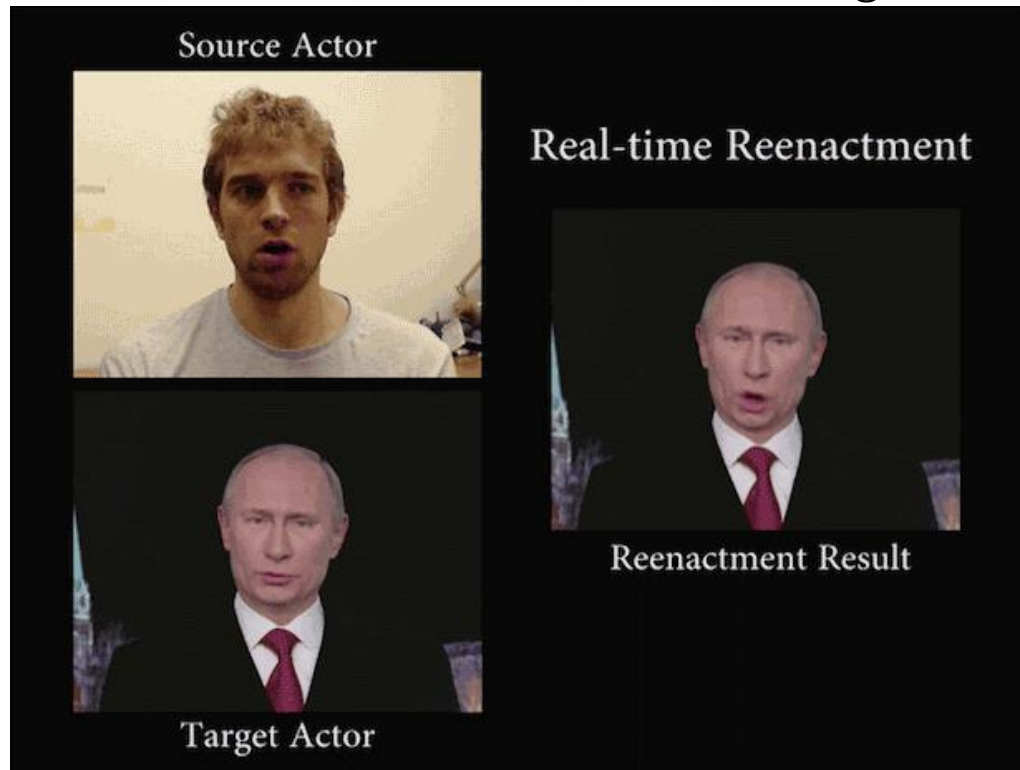 Source Actor
Real-time Reenactment
Reenactment Result
Target Actor